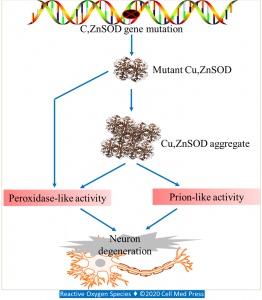 C,ZnSOD gene mutation
Mutant Cu,ZnSOD
Cu,ZnSOD aggregate
Peroxidase-like activity
Prion-like activity
Neuron
degeneration
Reactive Oxygen Species ♦ ©2020 Cell Med Press